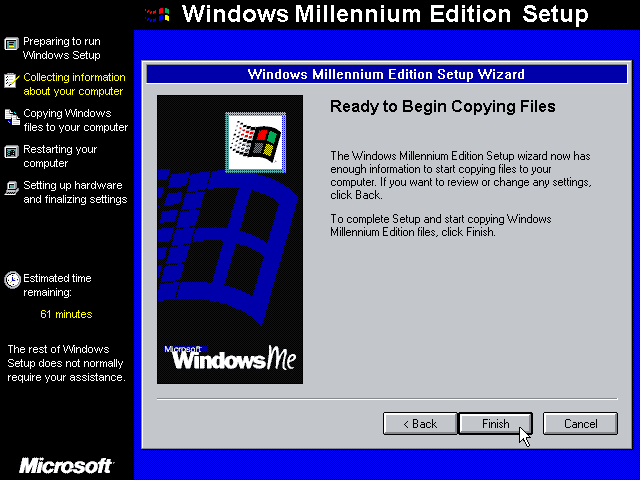 Windows Millennium Edition Setup
Preparing to run
Windows Setup
Collecting information
about your computer
Copying Windows
files to your computer
Restarting your
computer
Setting up hardware
and finalizing settings
Estimated time
remaining:
61 minutes
The rest of Windows
Setup does not normally
require your assistance.
Microsoft
Windows Millennium Edition Setup Wizard
Microsoft
WindowsMe
Ready to Begin Copying Files
The Windows Millennium Edition Setup wizard now has
enough information to start copying files to your
computer. If you want to review or change any settings,
click Back.
To complete Setup and start copying Windows
Millennium Edition files, click Finish.
< Back
Finish
Cancel